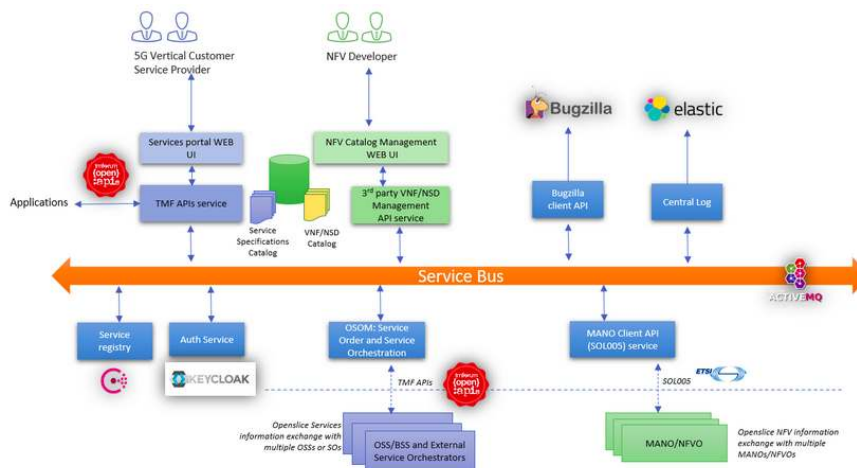 5G Vertical Customer
Service Provider
NFV Developer
Bugzilla
elastic
Services portal WEB
UI
NFV Catalog Management
WEB UI
{open}
:apis
Applications
TMF APIs service
3rd party VNF/NSD
Management
API service
Bugzilla
client API
Central Log
Service
Specifications
Catalog
VNF/NSD
Catalog
Service Bus
ACTIVEMQ
Service
registry
Auth Service
OSOM: Service
Order and Service
Orchestration
MANO Client API
(SOL005) service
KEYCLOAK
TMF APIs
{open}
:apis
SOL005
ETSI
Openslice Services
information exchange with
multiple OSSs or SOs
OSS/BSS and External
Service Orchestrators
MANO/NFVO
Openslice NFV information
exchange with multiple
MANOs/NFVOs